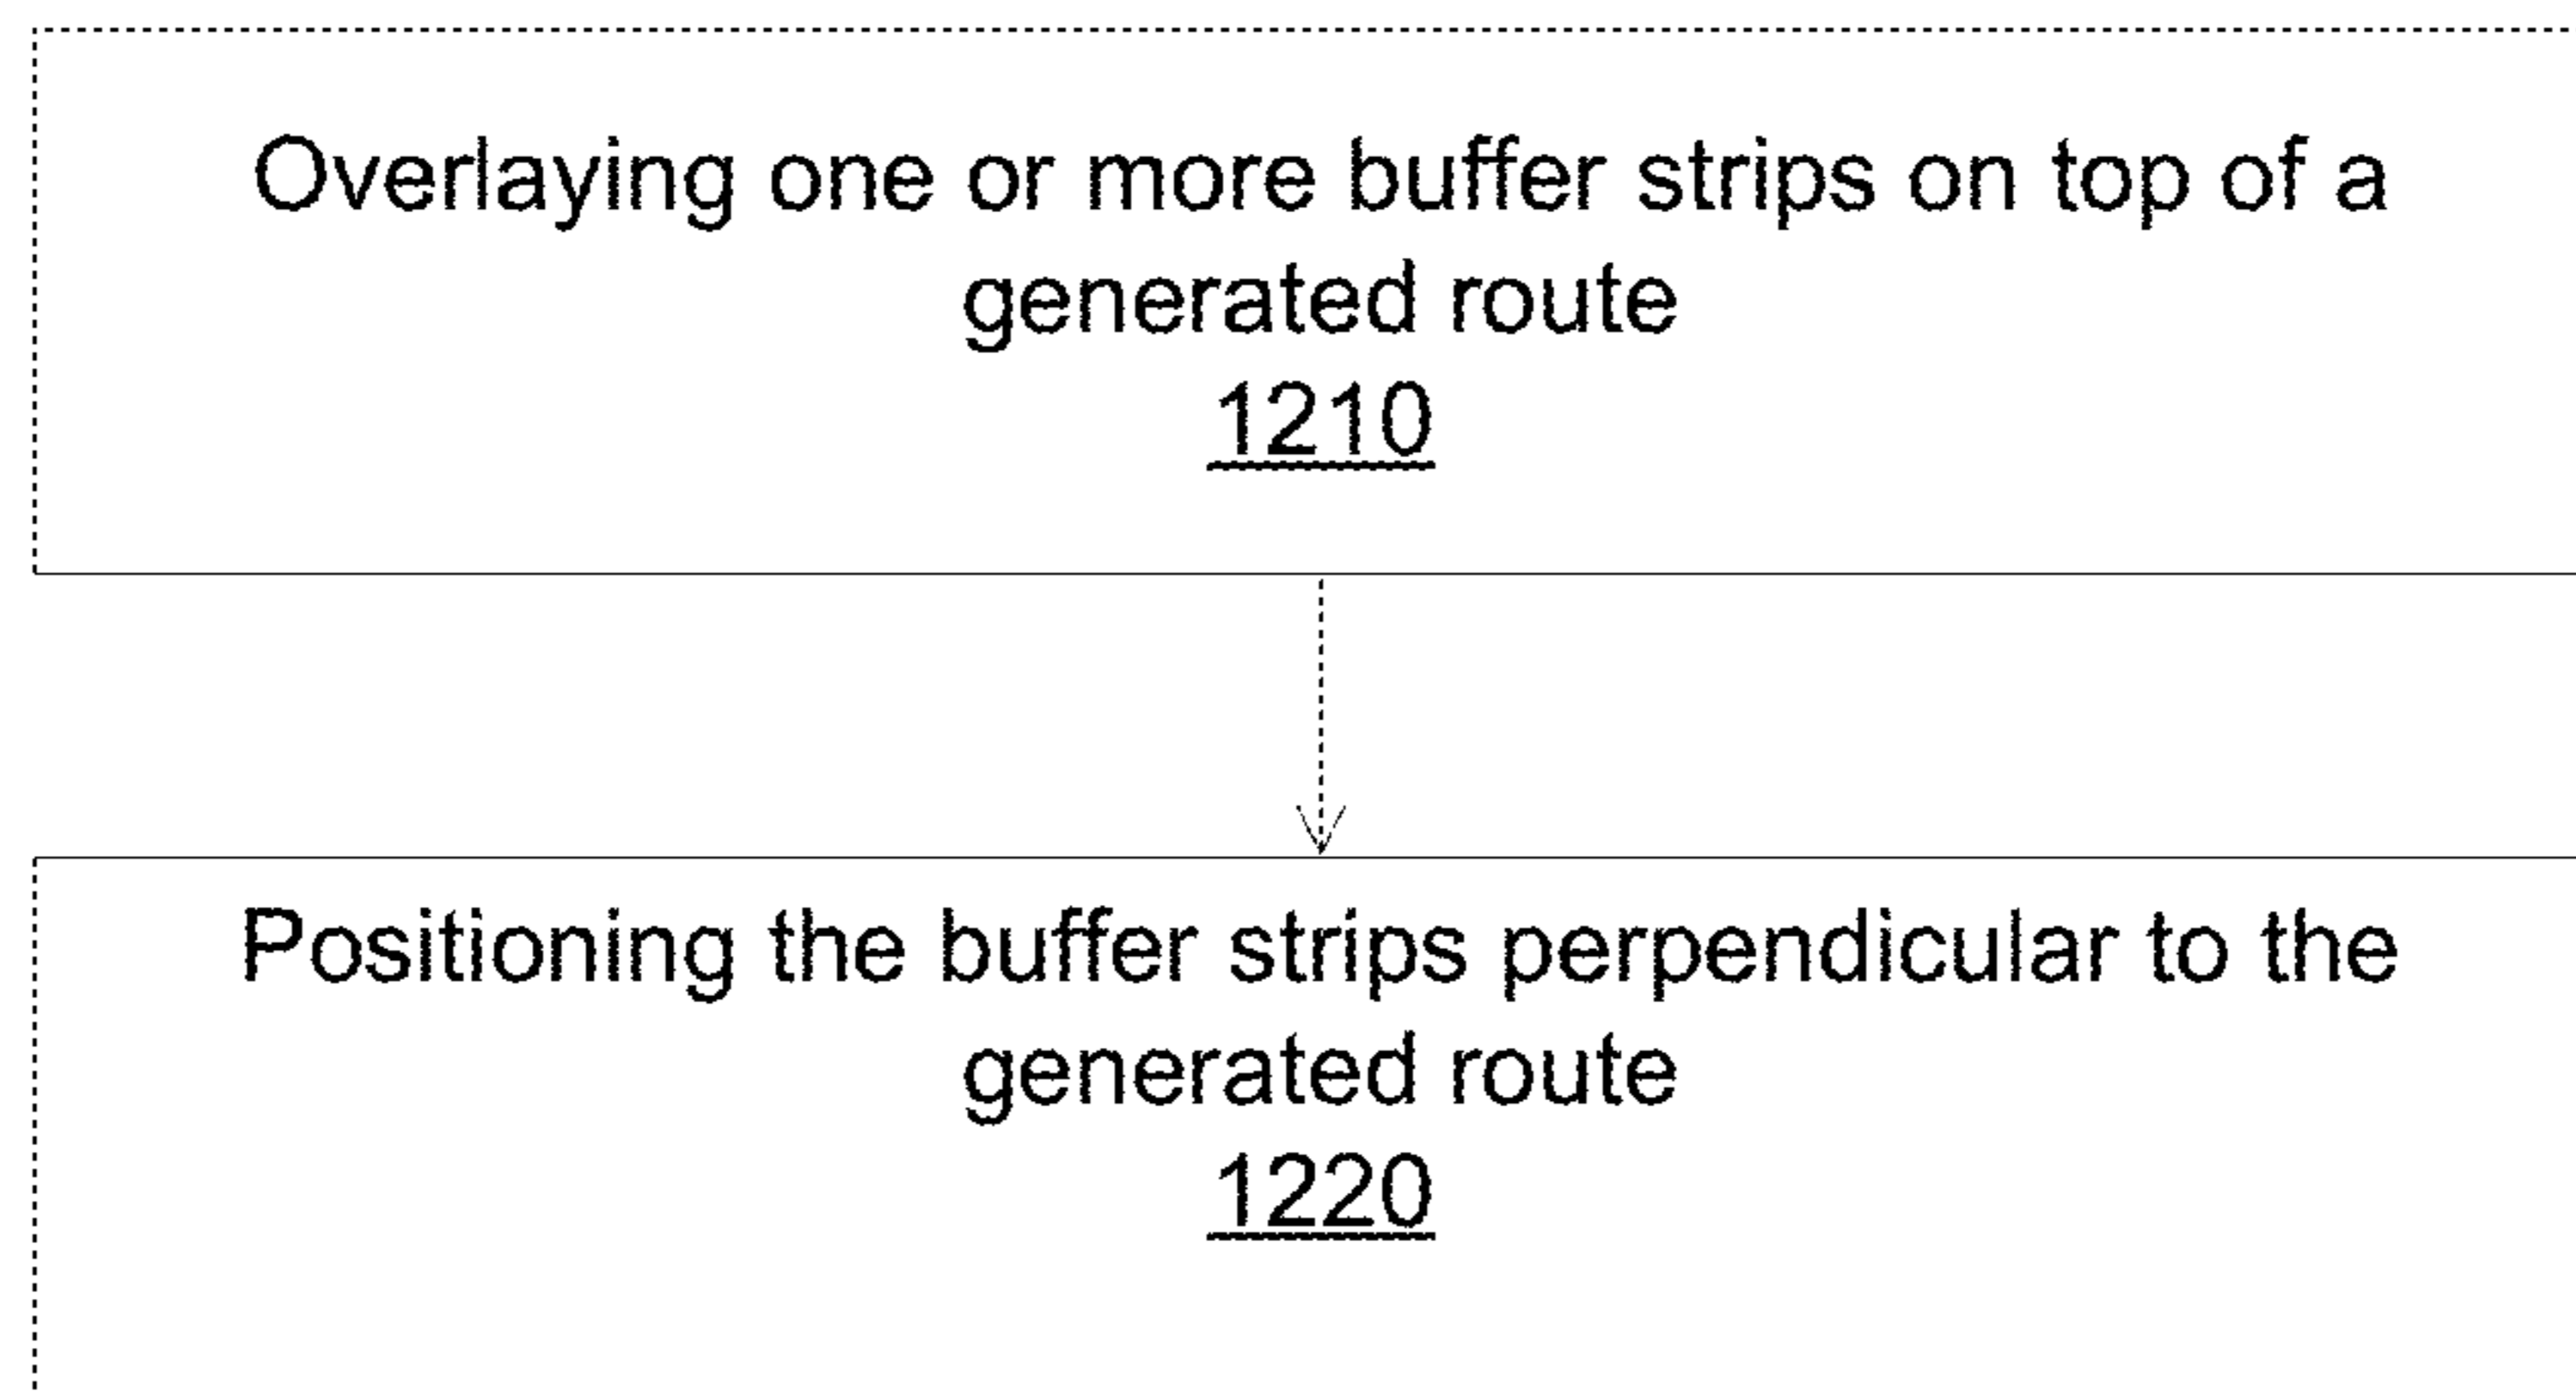 Overlaying one or more buffer strips on top of a
generated route
1210
Positioning the buffer strips perpendicular to the
generated route
1220